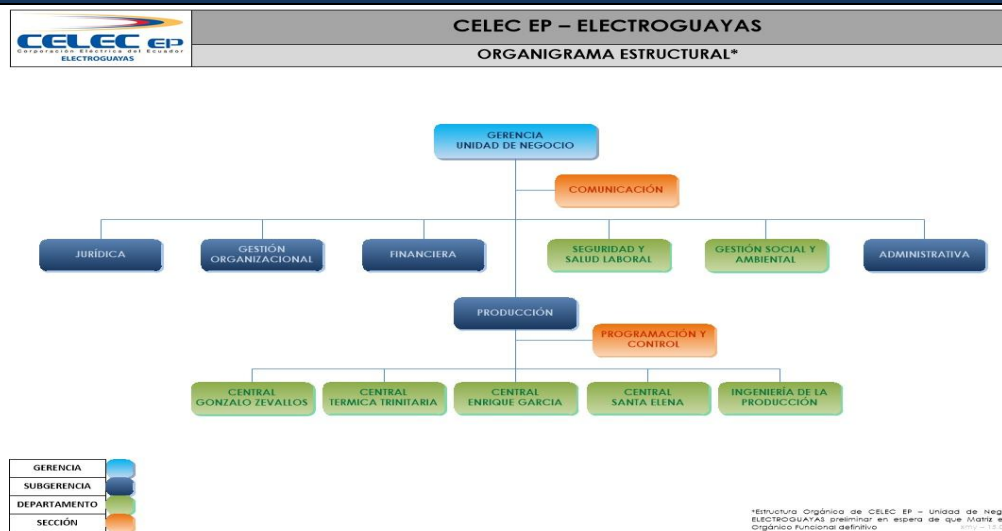 CELEC EP
Corporación Eléctrica del Ecuador
ELECTROGUAYAS
CELEC EP – ELECTROGUAYAS
ORGANIGRAMA ESTRUCTURAL*
GERENCIA
UNIDAD DE NEGOCIO
COMUNICACIÓN
JURÍDICA
GESTIÓN
ORGANIZACIONAL
FINANCIERA
SEGURIDAD Y
SALUD LABORAL
GESTIÓN SOCIAL Y
AMBIENTAL
ADMINISTRATIVA
PRODUCCIÓN
PROGRAMACIÓN Y
CONTROL
CENTRAL
GONZALO ZEVALLOS
CENTRAL
TERMICA TRINITARIA
CENTRAL
ENRIQUE GARCIA
CENTRAL
SANTA ELENA
INGENIERÍA DE LA
PRODUCCIÓN
GERENCIA
SUBGERENCIA
DEPARTAMENTO
SECCIÓN
*Estructura Orgánica de CELEC EP – Unidad de
ELECTROGUAYAS preliminar en espera de que Matriz
Orgánico Funcional definitivo